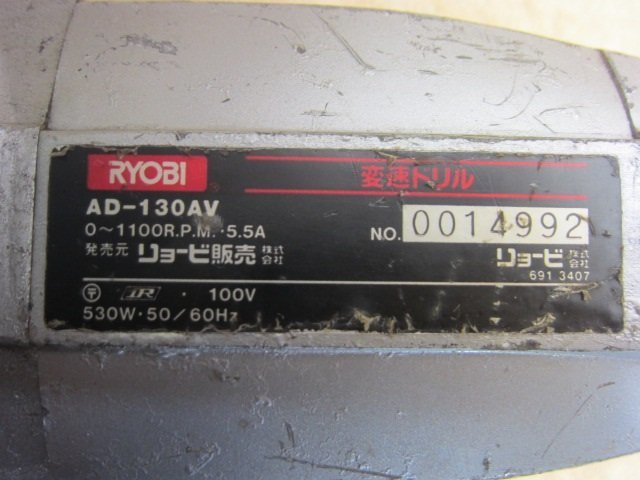 RYOBI
変速ドリル
AD-130AV
0〜1100R.P.M.・5.5A
NO. 0014992
発売元 リョービ販売 株式会社
リョービ 株式会社
691 3407
〒 JR ・ 100V
530W・50/60Hz